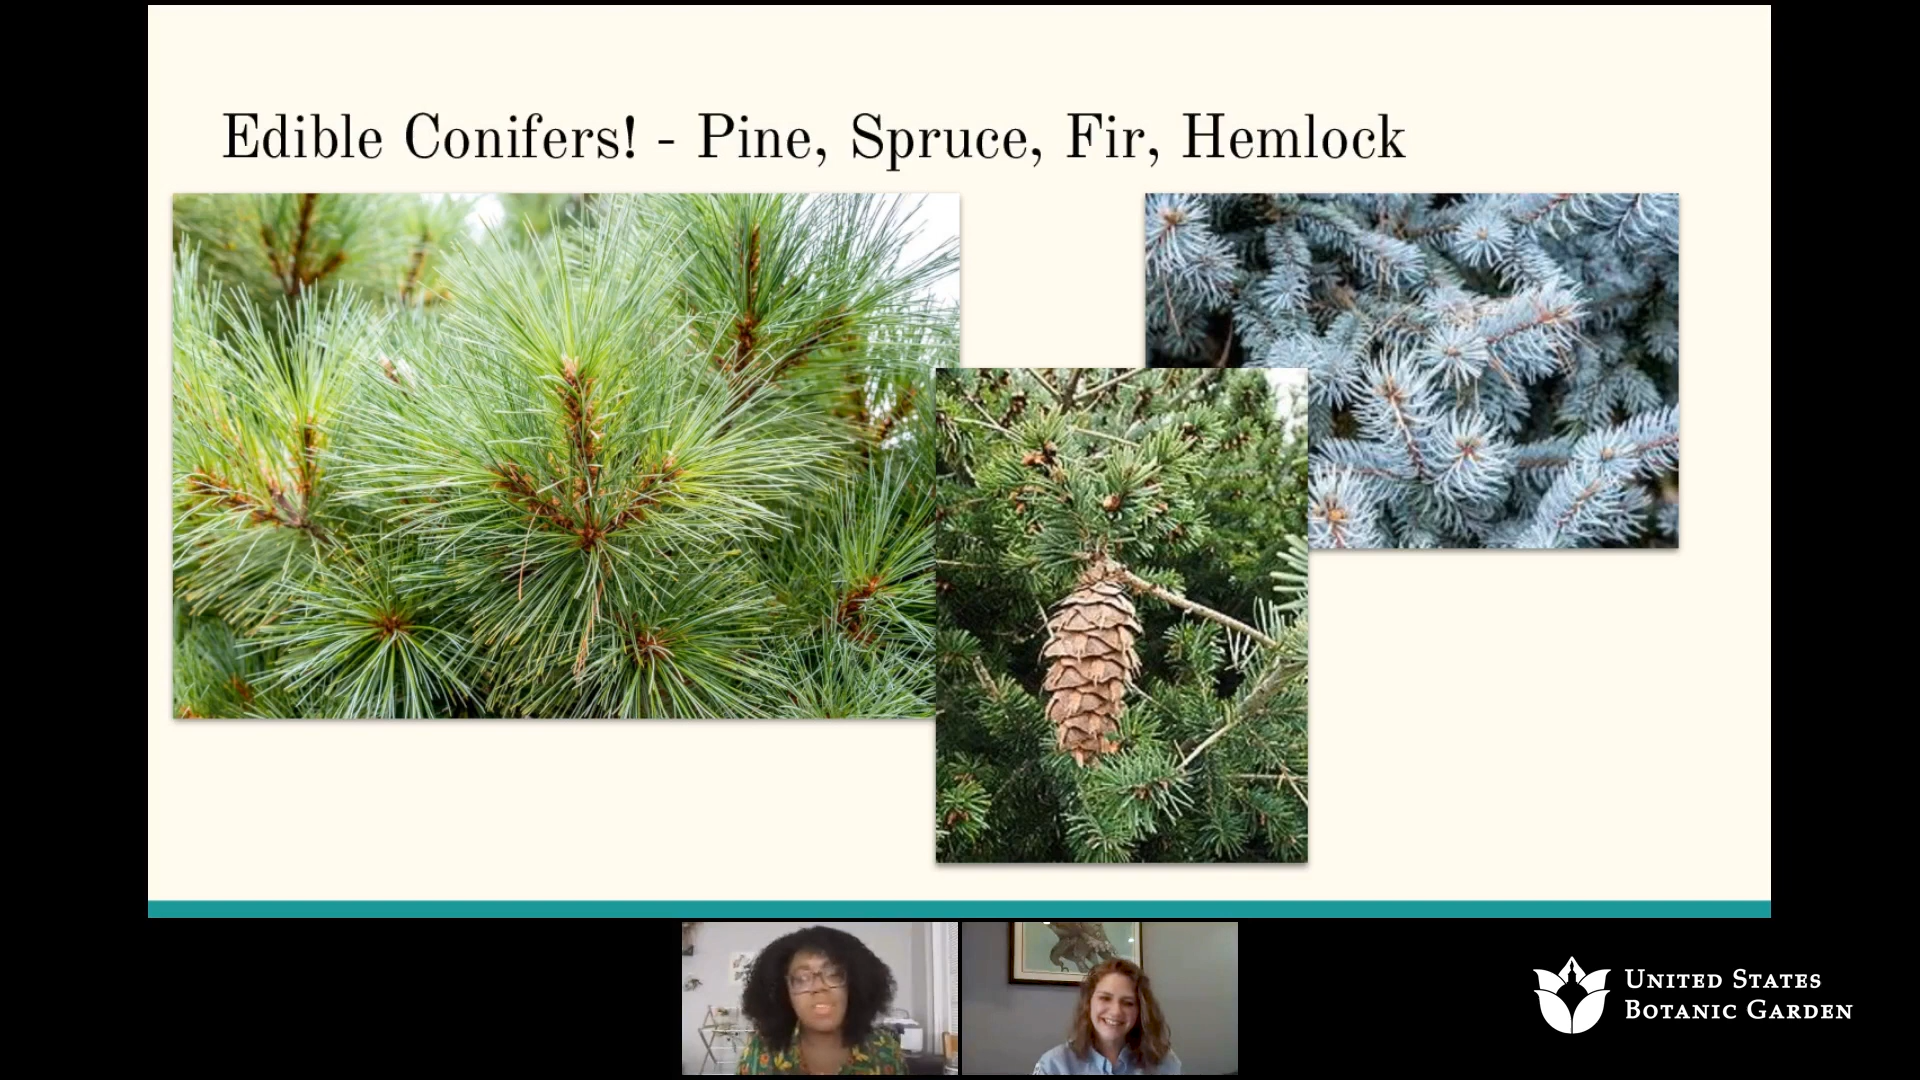 Edible Conifers! - Pine, Spruce, Fir, Hemlock
UNITED STATES
BOTANIC GARDEN